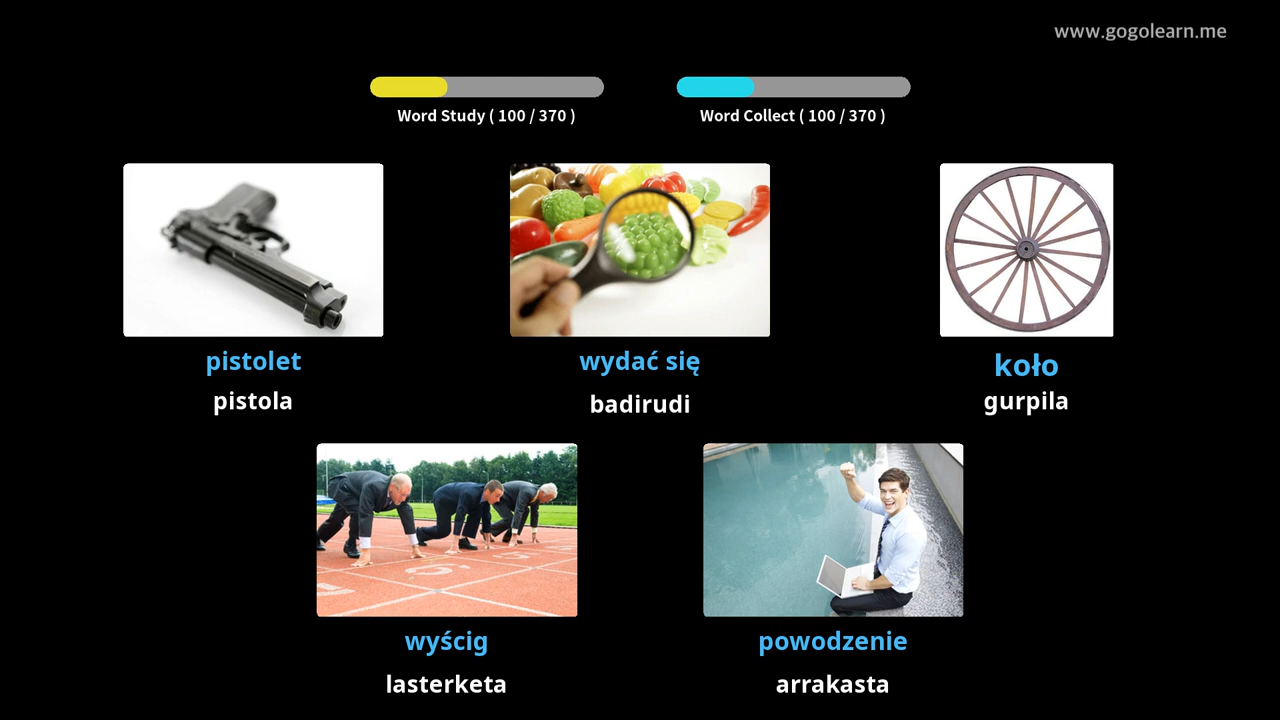 www.gogolearn.me
Word Study ( 100 / 370 )
Word Collect ( 100 / 370 )
pistolet
pistola
wydać się
badirudi
koło
gurpila
wyścig
lasterketa
powodzenie
arrakasta